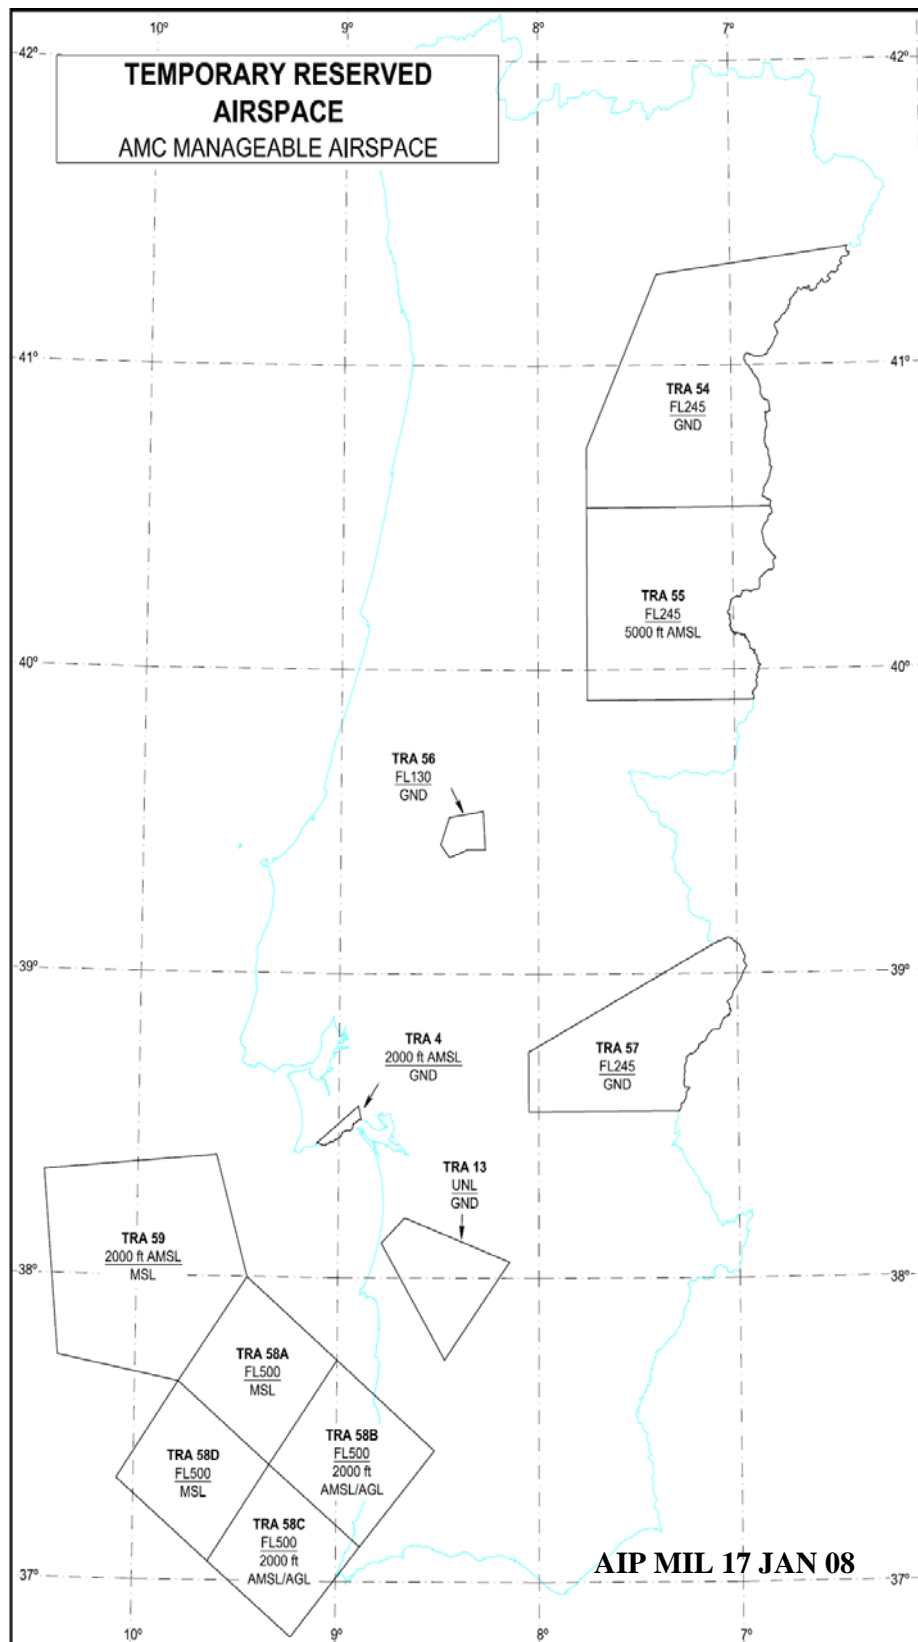 10º 9º 8º 7º
42º 42º
TEMPORARY RESERVED
AIRSPACE
AMC MANAGEABLE AIRSPACE
41º 41º
TRA 54
FL245
GND
TRA 55
FL245
5000 ft AMSL
40º 40º
TRA 56
FL130
GND
39º 39º
TRA 4
2000 ft AMSL
GND
TRA 57
FL245
GND
TRA 13
UNL
GND
TRA 59
2000 ft AMSL
MSL
38º 38º
TRA 58A
FL500
MSL
TRA 58B
FL500
2000 ft
AMSL/AGL
TRA 58D
FL500
MSL
TRA 58C
FL500
2000 ft
AMSL/AGL
AIP MIL 17 JAN 08
37º 37º
10º 9º 8º 7º